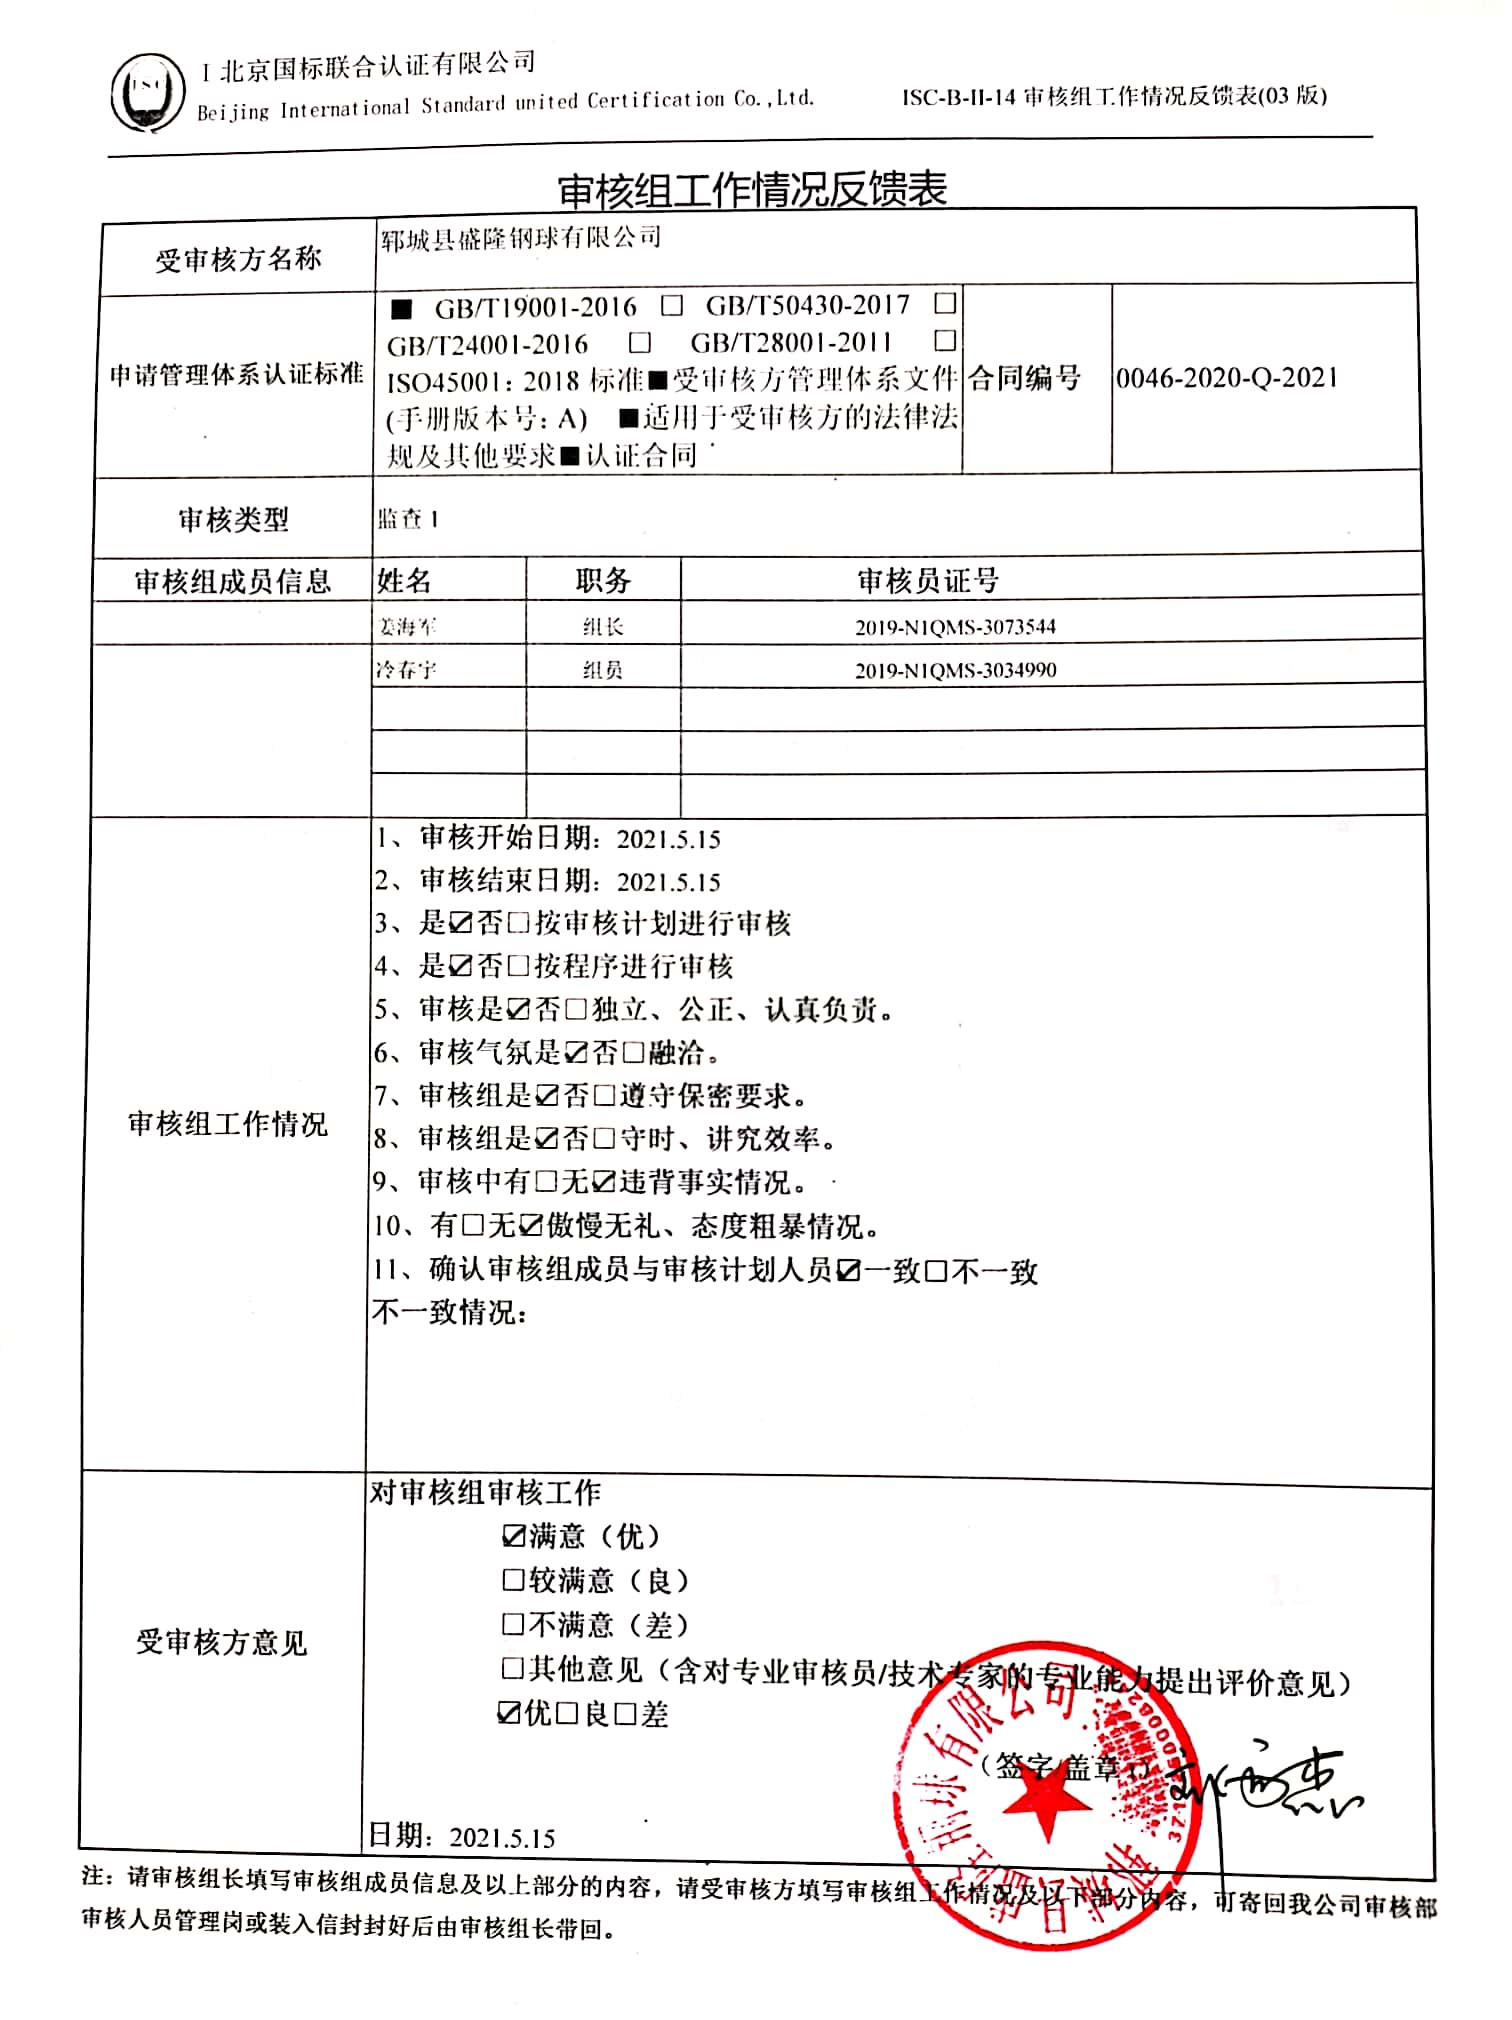 ISC
I 北京国标联合认证有限公司
Beijing International Standard united Certification Co.,Ltd.
ISC-B-II-14 审核组工作情况反馈表(03 版)
审核组工作情况反馈表
受审核方名称
郓城县盛隆钢球有限公司
申请管理体系认证标准
■ GB/T19001-2016 □ GB/T50430-2017 □
GB/T24001-2016 □ GB/T28001-2011 □
ISO45001: 2018 标准■受审核方管理体系文件
(手册版本号: A) ■适用于受审核方的法律法
规及其他要求■认证合同
合同编号
0046-2020-Q-2021
审核类型
监查 1
审核组成员信息 姓名 职务 审核员证号
姜海军 组长 2019-N1QMS-3073544
冷春宇 组员 2019-N1QMS-3034990
审核组工作情况
1、审核开始日期: 2021.5.15
2、审核结束日期: 2021.5.15
3、是☑否□按审核计划进行审核
4、是☑否□按程序进行审核
5、审核是☑否□独立、公正、认真负责。
6、审核气氛是☑否□融洽。
7、审核组是☑否□遵守保密要求。
8、审核组是☑否□守时、讲究效率。
9、审核中有□无☑违背事实情况。
10、有□无☑傲慢无礼、态度粗暴情况。
11、确认审核组成员与审核计划人员☑一致□不一致
不一致情况:
受审核方意见
对审核组审核工作
☑满意（优）
□较满意（良）
□不满意（差）
□其他意见（含对专业审核员/技术专家的专业能力提出评价意见）
☑优□良□差
（签字/盖章）
日期: 2021.5.15
郓城县盛隆钢球有限公司
注: 请审核组长填写审核组成员信息及以上部分的内容，请受审核方填写审核组工作情况及以下部分内容，可寄回我公司审核部
审核人员管理岗或装入信封封好后由审核组长带回。